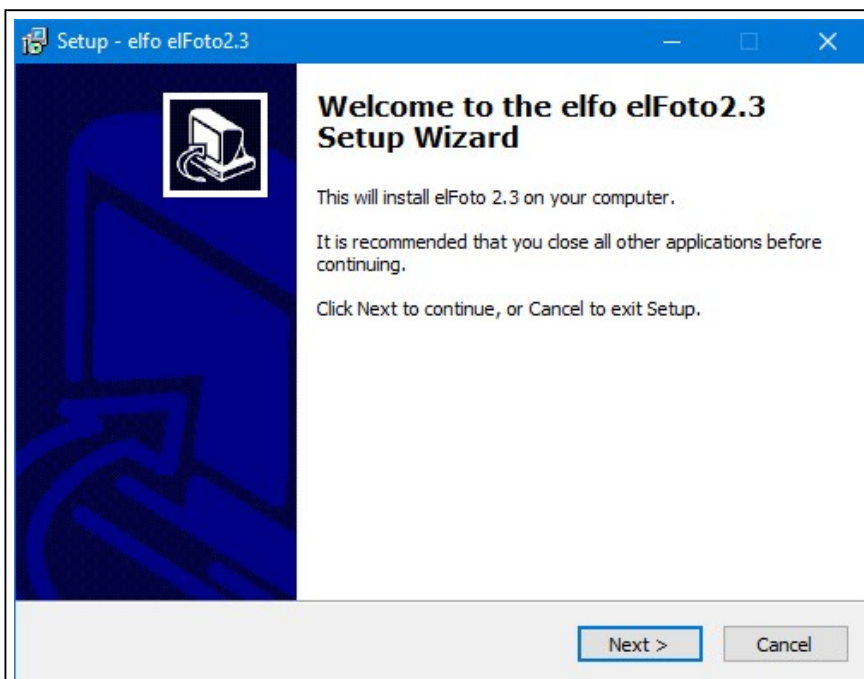 Setup - elfo elFoto2.3
Welcome to the elfo elFoto2.3
Setup Wizard
This will install elFoto 2.3 on your computer.
It is recommended that you close all other applications before
continuing.
Click Next to continue, or Cancel to exit Setup.
Next >
Cancel